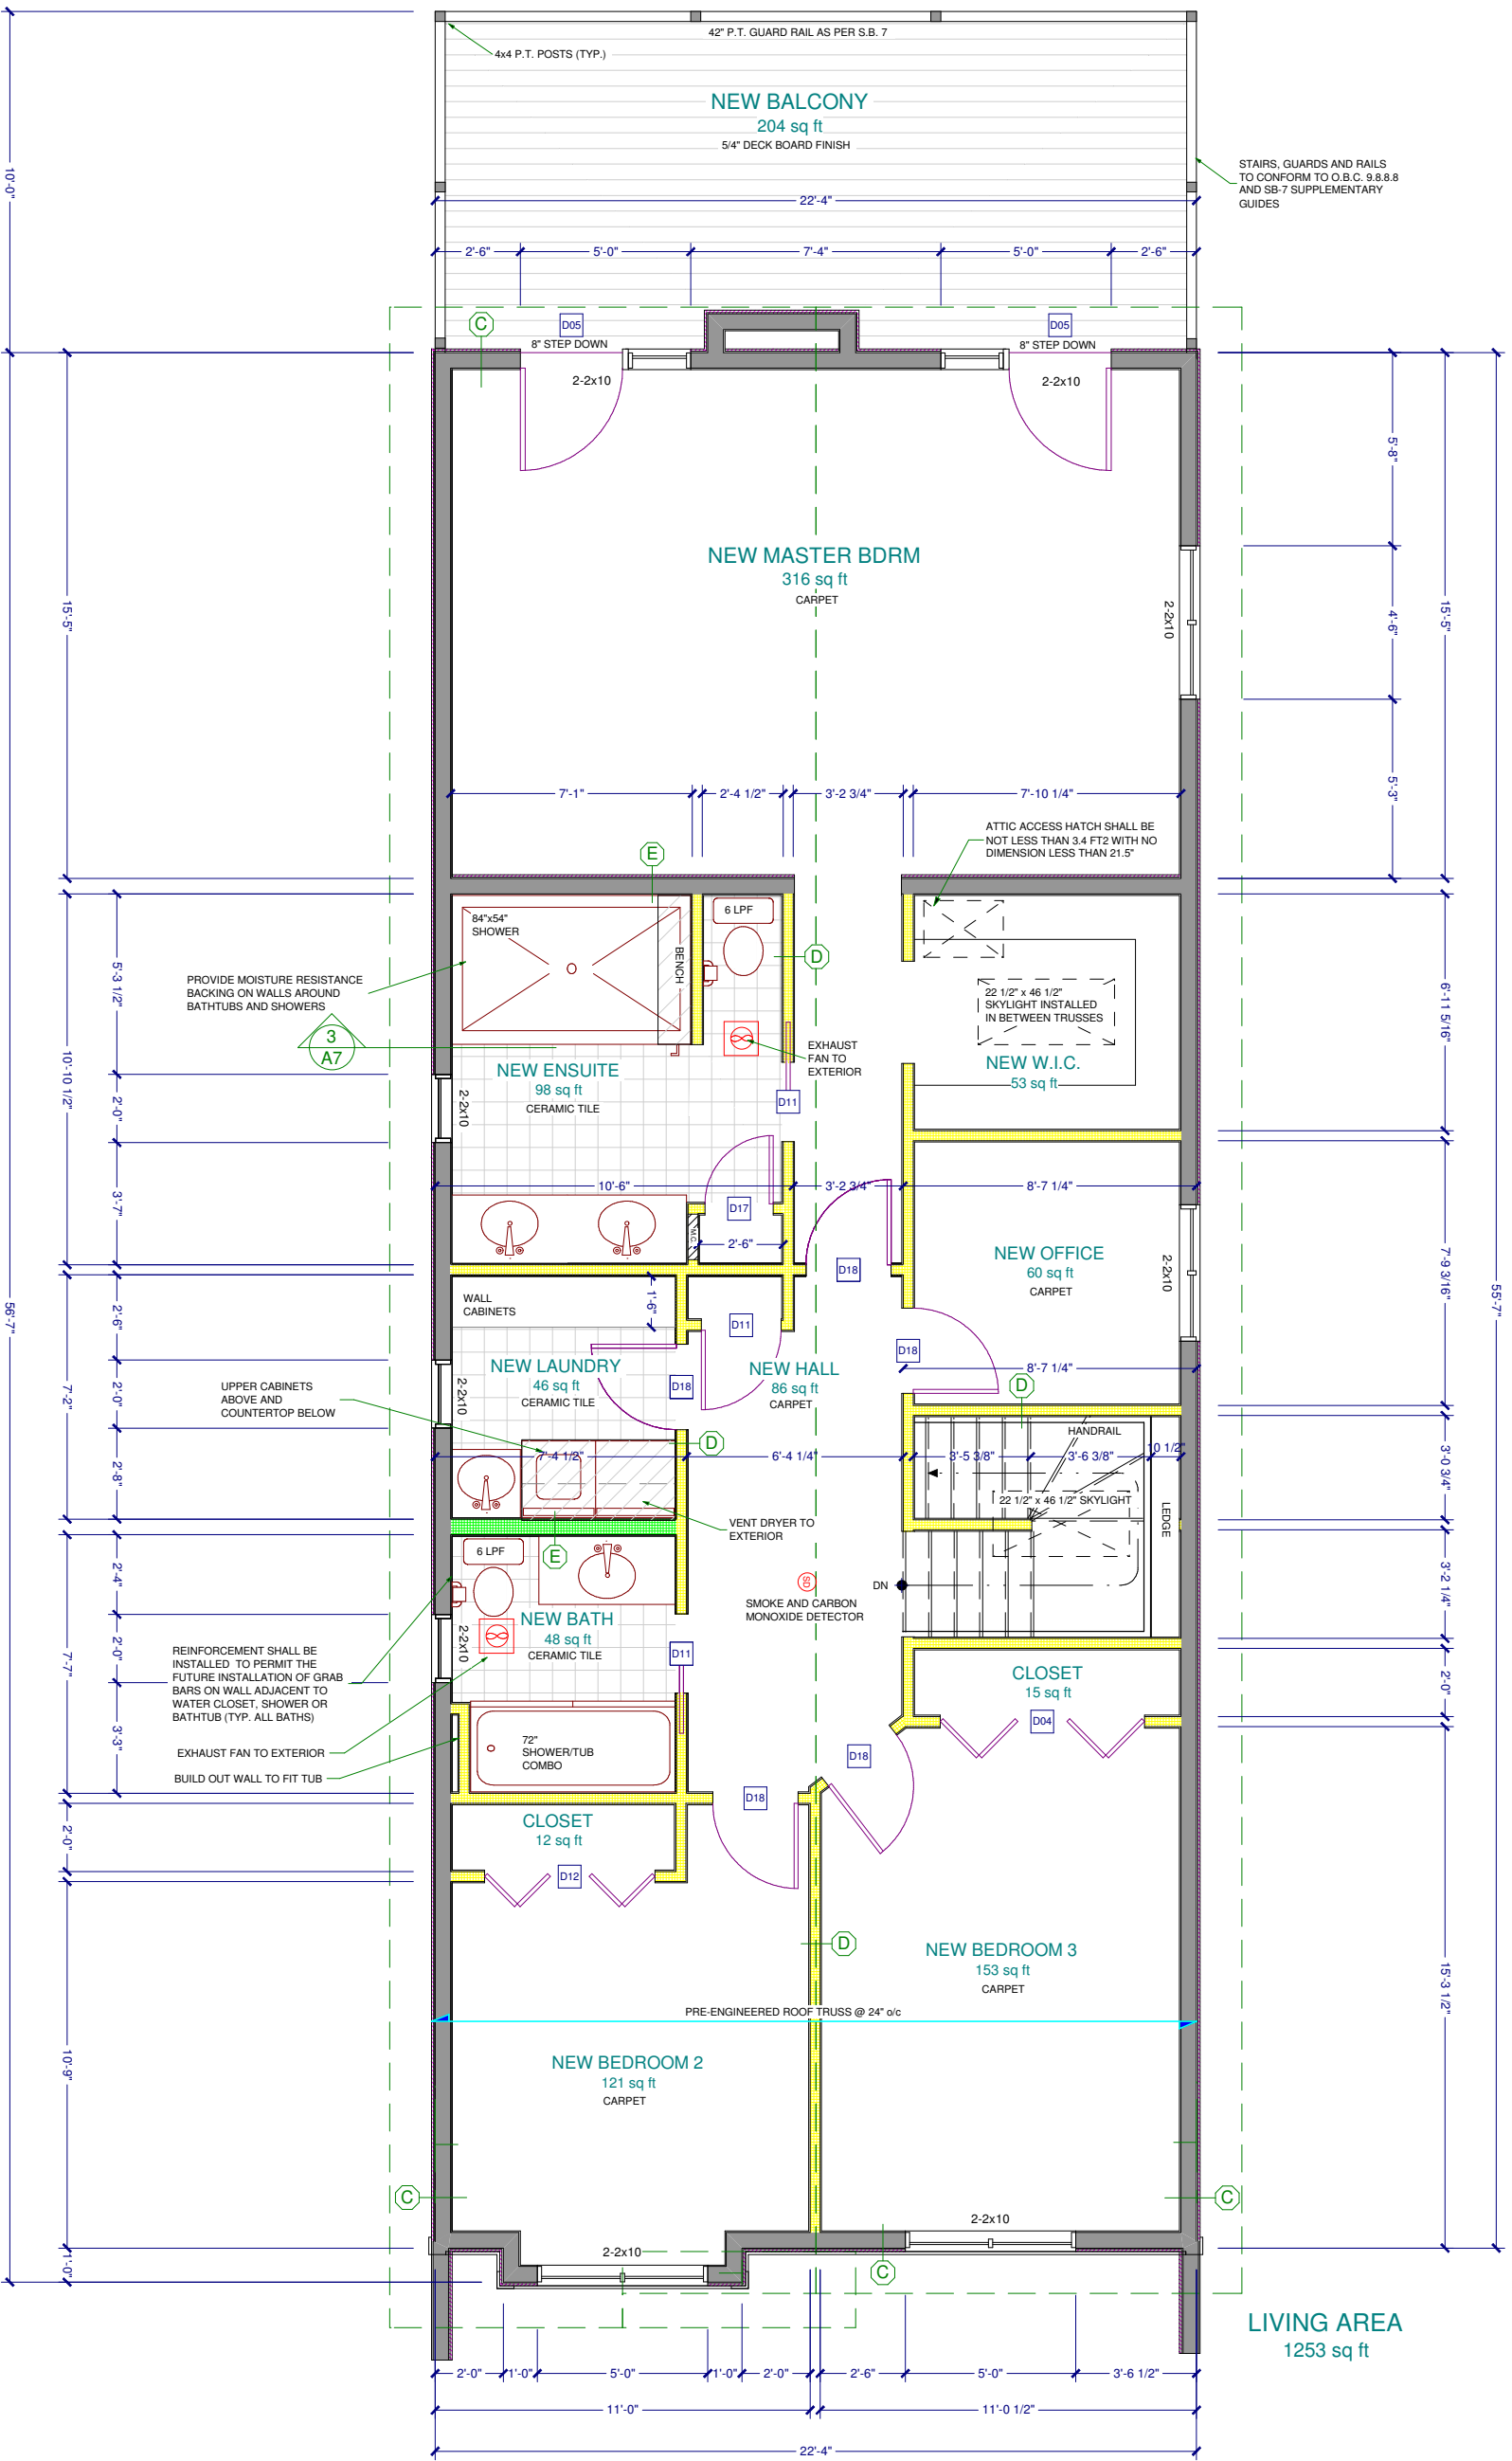 42" P.T. GUARD RAIL AS PER S.B. 7
4x4 P.T. POSTS (TYP.)
NEW BALCONY
204 sq ft
5/4" DECK BOARD FINISH
STAIRS, GUARDS AND RAILS
TO CONFORM TO O.B.C. 9.8.8.8
AND SB-7 SUPPLEMENTARY
GUIDES
10'-0"
22'-4"
2'-6"
5'-0"
7'-4"
5'-0"
2'-6"
C
D05
8" STEP DOWN
2-2x10
D05
8" STEP DOWN
2-2x10
5'-8"
NEW MASTER BDRM
316 sq ft
CARPET
15'-5"
2-2x10
4'-6"
15'-5"
5'-3"
7'-1"
2'-4 1/2"
3'-2 3/4"
7'-10 1/4"
ATTIC ACCESS HATCH SHALL BE
NOT LESS THAN 3.4 FT2 WITH NO
DIMENSION LESS THAN 21.5"
E
84"x54"
SHOWER
BENCH
6 LPF
D
PROVIDE MOISTURE RESISTANCE
BACKING ON WALLS AROUND
BATHTUBS AND SHOWERS
5'-3 1/2"
22 1/2" x 46 1/2"
SKYLIGHT INSTALLED
IN BETWEEN TRUSSES
6'-11 5/16"
3
A7
EXHAUST
FAN TO
EXTERIOR
NEW W.I.C.
53 sq ft
NEW ENSUITE
98 sq ft
CERAMIC TILE
10'-10 1/2"
2'-0"
2-2x10
D11
10'-6"
3'-2 3/4"
8'-7 1/4"
3'-7"
D17
M.C.
2'-6"
D18
NEW OFFICE
60 sq ft
CARPET
2-2x10
7'-9 3/16"
56'-7"
55'-7"
WALL
CABINETS
1'-6"
2'-6"
D11
D18
8'-7 1/4"
NEW LAUNDRY
46 sq ft
CERAMIC TILE
NEW HALL
86 sq ft
CARPET
D18
D
UPPER CABINETS
ABOVE AND
COUNTERTOP BELOW
7'-2"
2'-0"
2-2x10
HANDRAIL
D
7'-4 1/2"
6'-4 1/4"
3'-5 3/8"
3'-6 3/8"
10 1/2"
2'-8"
3'-0 3/4"
22 1/2" x 46 1/2" SKYLIGHT
LEDGE
VENT DRYER TO
EXTERIOR
E
6 LPF
2'-4"
SD
DN
SMOKE AND CARBON
MONOXIDE DETECTOR
3'-2 1/4"
NEW BATH
48 sq ft
CERAMIC TILE
2-2x10
D11
REINFORCEMENT SHALL BE
INSTALLED TO PERMIT THE
FUTURE INSTALLATION OF GRAB
BARS ON WALL ADJACENT TO
WATER CLOSET, SHOWER OR
BATHTUB (TYP. ALL BATHS)
7'-7"
2'-0"
CLOSET
15 sq ft
2'-0"
D04
3'-3"
72"
SHOWER/TUB
COMBO
D18
EXHAUST FAN TO EXTERIOR
BUILD OUT WALL TO FIT TUB
D18
CLOSET
12 sq ft
2'-0"
D12
D
NEW BEDROOM 3
153 sq ft
CARPET
15'-3 1/2"
PRE-ENGINEERED ROOF TRUSS @ 24" o/c
NEW BEDROOM 2
121 sq ft
CARPET
10'-9"
C
C
2-2x10
2-2x10
C
1'-0"
LIVING AREA
1253 sq ft
2'-0"
1'-0"
5'-0"
1'-0"
2'-0"
2'-6"
5'-0"
3'-6 1/2"
11'-0"
11'-0 1/2"
22'-4"